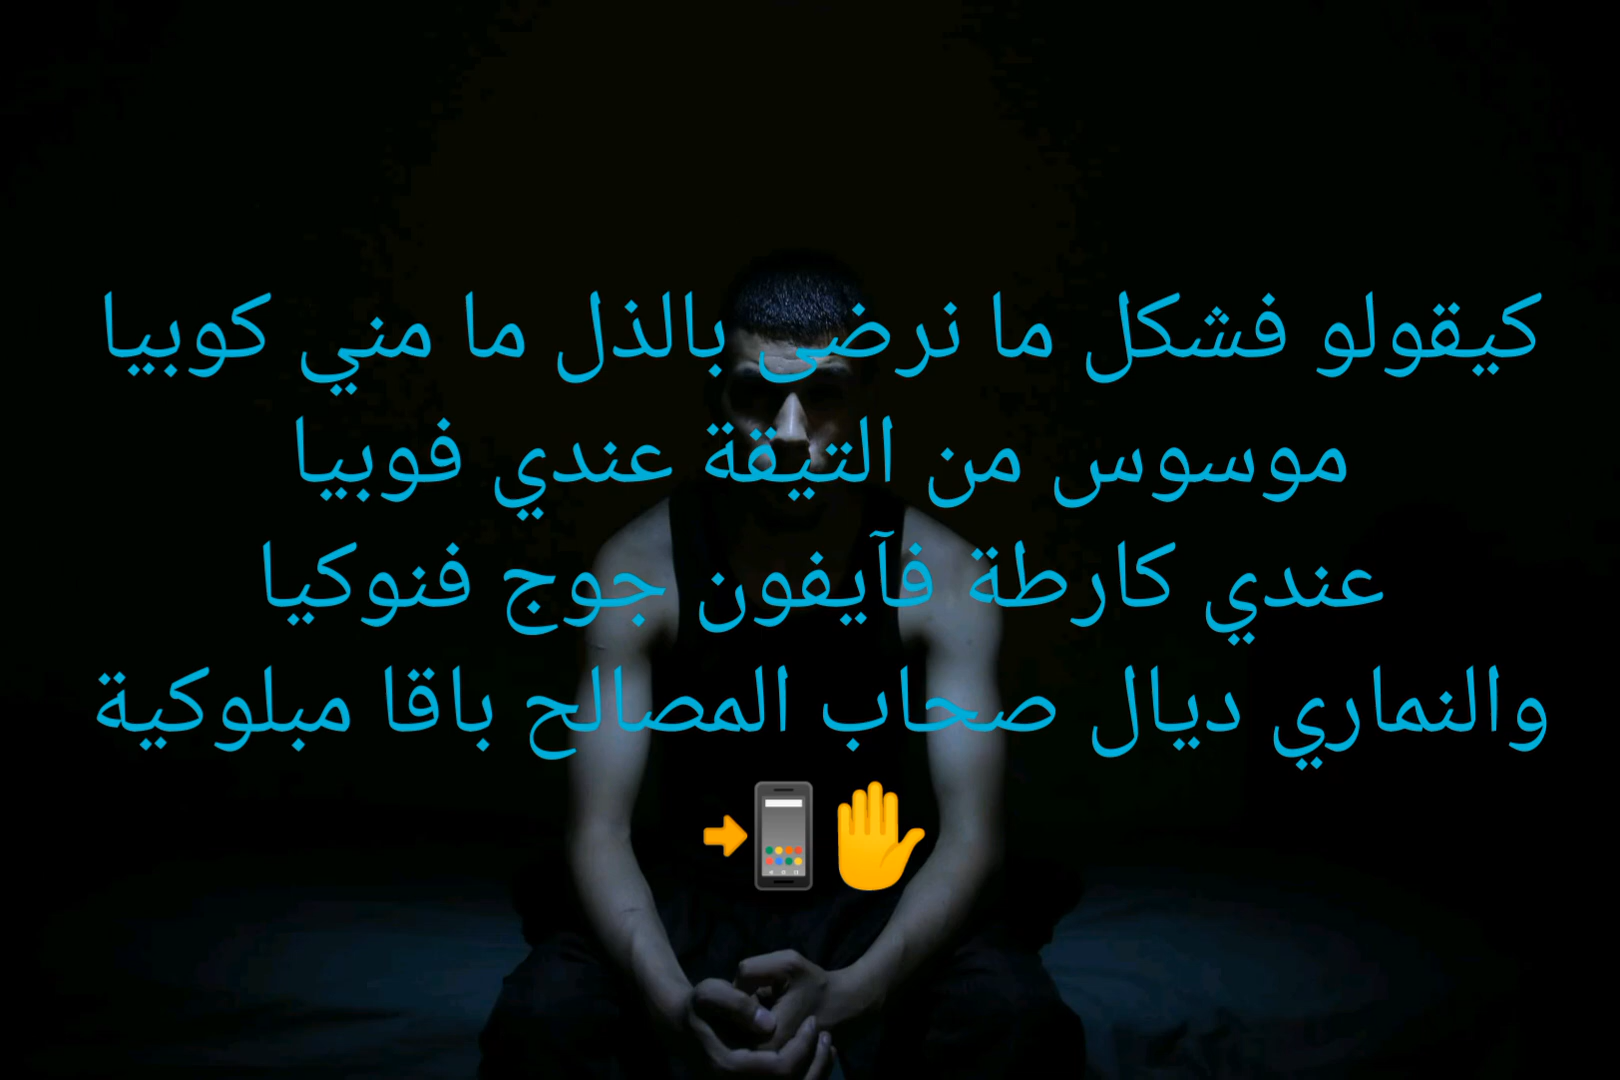 كيقولو فشكل ما نرضى بالذل ما مني كوبيا
موسوس من التيقة عندي فوبيا
عندي كارطة فآيفون جوج فنوكيا
والنماري ديال صحاب المصالح باقا مبلوكية
📲✋